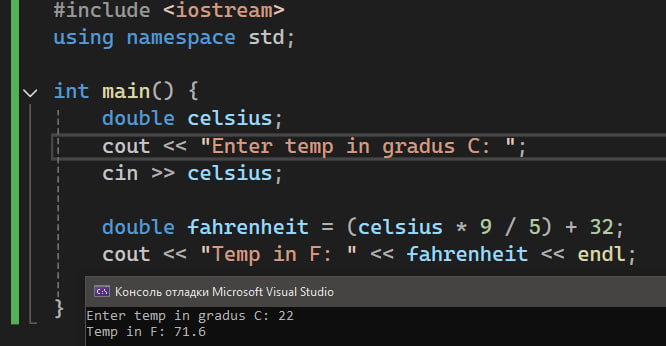 #include <iostream>
using namespace std;
int main() {
double celsius;
cout << "Enter temp in gradus C: ";
cin >> celsius;
double fahrenheit = (celsius * 9 / 5) + 32;
cout << "Temp in F: " << fahrenheit << endl;
}
Консоль отладки Microsoft Visual Studio
Enter temp in gradus C: 22
Temp in F: 71.6